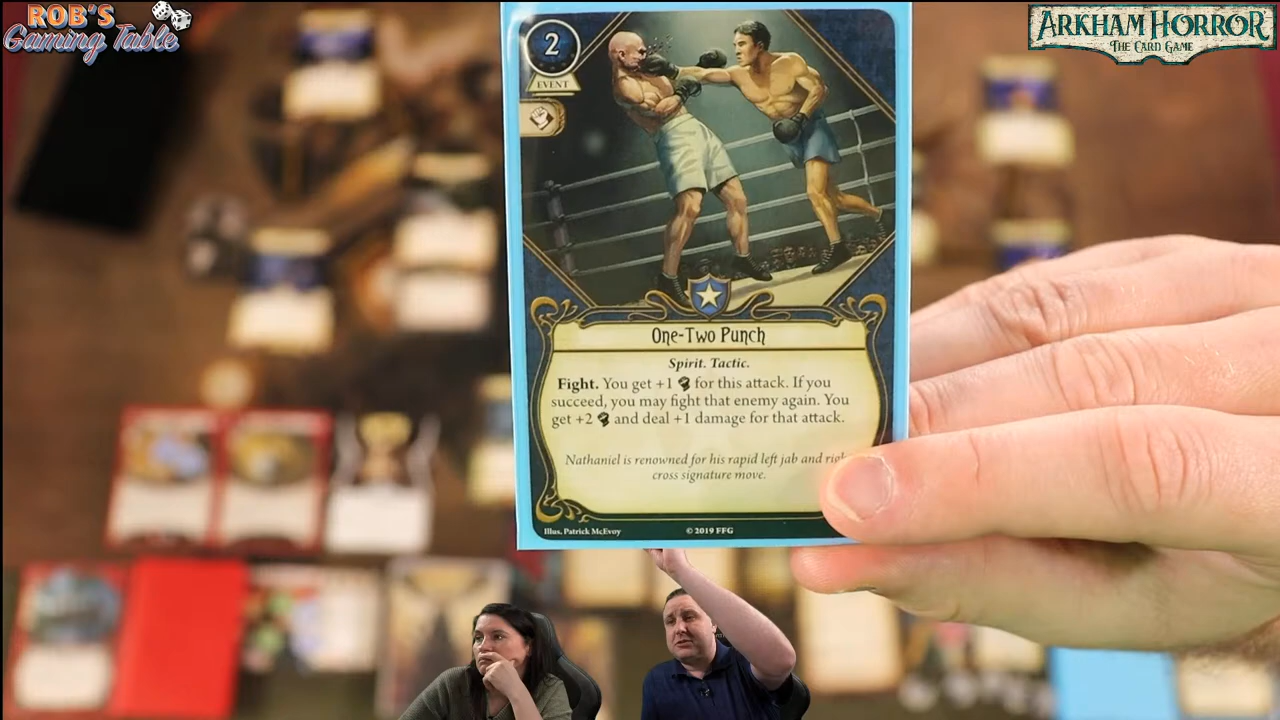 ROB'S
Gaming Table
ARKHAM HORROR
THE CARD GAME
2
EVENT
One-Two Punch
Spirit. Tactic.
Fight. You get +1 for this attack. If you
succeed, you may fight that enemy again. You
get +2 and deal +1 damage for that attack.
Nathaniel is renowned for his rapid left jab and
cross signature move.
Illus. Patrick McEvoy
© 2019 FFG